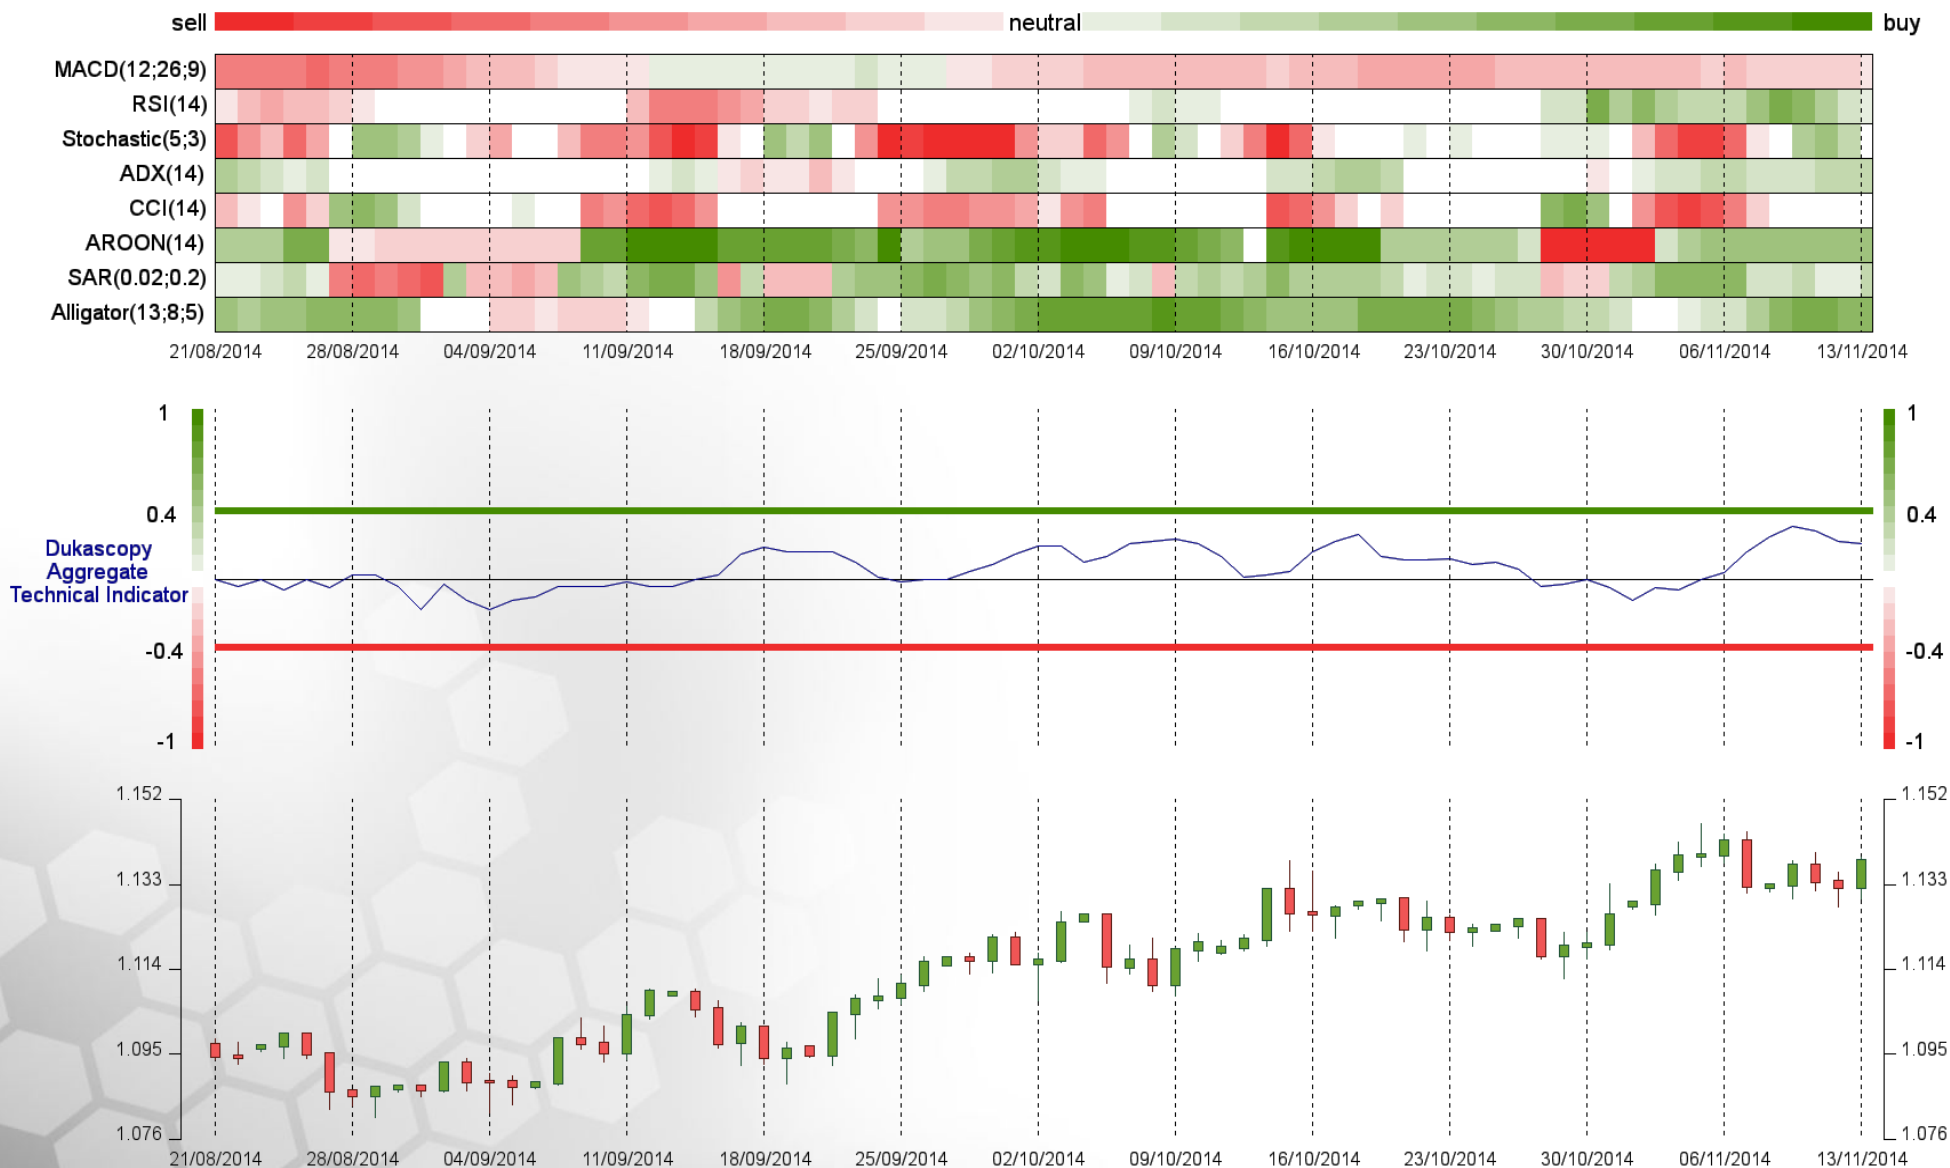 sell neutral buy
MACD(12;26;9)
RSI(14)
Stochastic(5;3)
ADX(14)
CCI(14)
AROON(14)
SAR(0.02;0.2)
Alligator(13;8;5)
21/08/2014 28/08/2014 04/09/2014 11/09/2014 18/09/2014 25/09/2014 02/10/2014 09/10/2014 16/10/2014 23/10/2014 30/10/2014 06/11/2014 13/11/2014
1 1
0.4 0.4
Dukascopy
Aggregate
Technical Indicator
-0.4 -0.4
-1 -1
1.152 1.152
1.133 1.133
1.114 1.114
1.095 1.095
1.076 1.076
21/08/2014 28/08/2014 04/09/2014 11/09/2014 18/09/2014 25/09/2014 02/10/2014 09/10/2014 16/10/2014 23/10/2014 30/10/2014 06/11/2014 13/11/2014